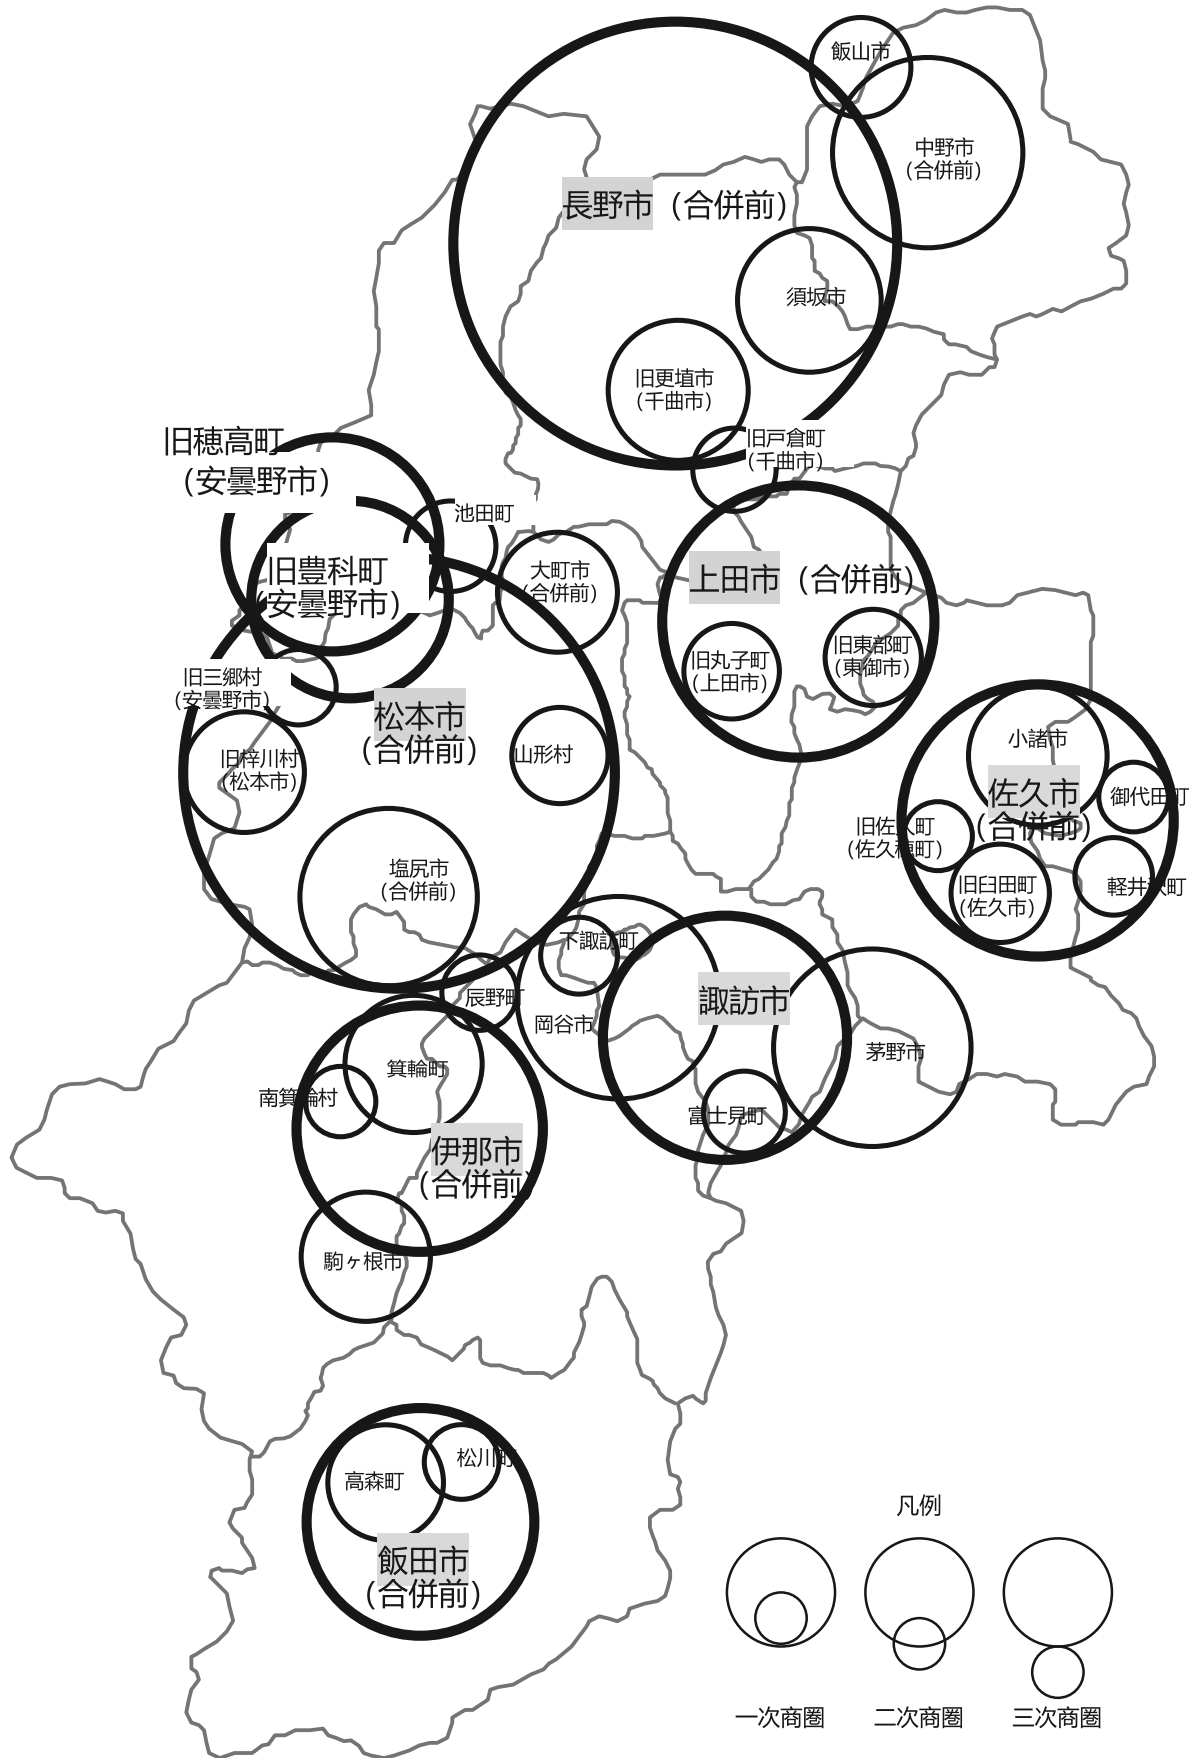 飯山市
中野市
(合併前)
長野市(合併前)
須坂市
旧更埴市
(千曲市)
旧戸倉町
(千曲市)
旧穂高町
(安曇野市)
池田町
旧豊科町
(安曇野市)
大町市
(合併前)
上田市(合併前)
旧丸子町
(上田市)
旧東部町
(東御市)
旧三郷村
(安曇野市)
松本市
(合併前)
旧梓川村
(松本市)
山形村
小諸市
佐久市
(合併前)
御代田町
旧佐久町
(佐久穂町)
旧臼田町
(佐久市)
軽井沢町
塩尻市
(合併前)
下諏訪町
辰野町
岡谷市
諏訪市
茅野市
箕輪町
南箕輪村
富士見町
伊那市
(合併前)
駒ヶ根市
松川町
高森町
飯田市
(合併前)
凡例
一次商圏
二次商圏
三次商圏